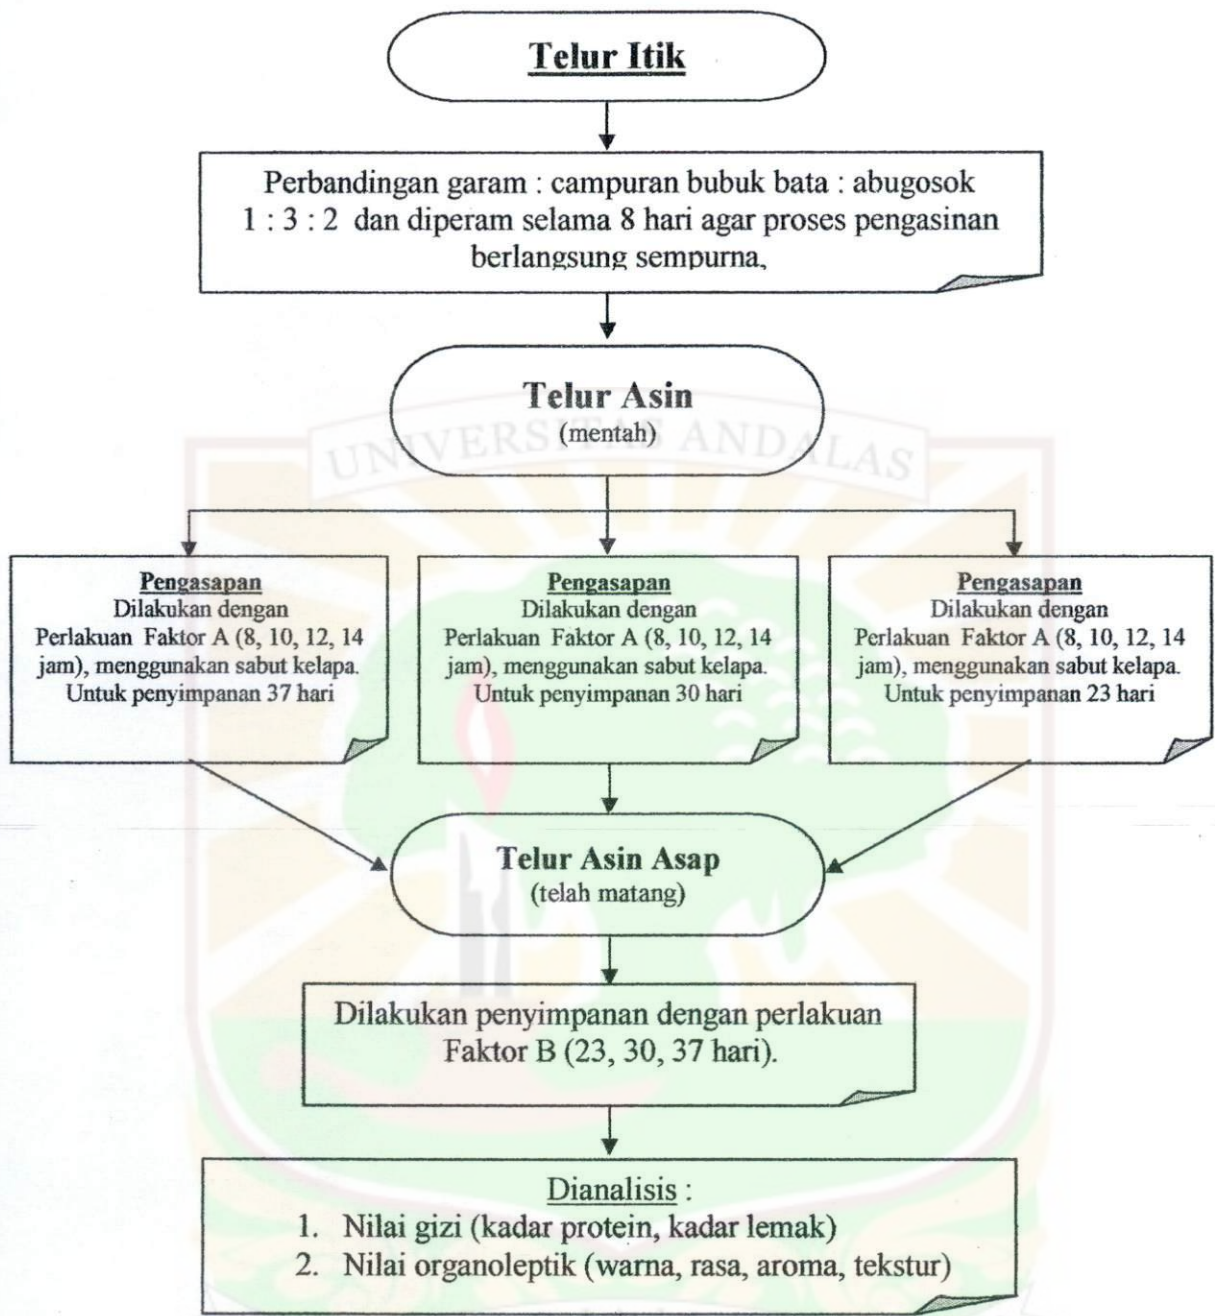 Telur Itik
Perbandingan garam : campuran bubuk bata : abugosok
1 : 3 : 2 dan diperam selama 8 hari agar proses pengasinan
berlangsung sempurna,
Telur Asin
(mentah)
UNIVERSITAS ANDALAS
Pengasapan
Dilakukan dengan
Perlakuan Faktor A (8, 10, 12, 14
jam), menggunakan sabut kelapa.
Untuk penyimpanan 37 hari
Pengasapan
Dilakukan dengan
Perlakuan Faktor A (8, 10, 12, 14
jam), menggunakan sabut kelapa.
Untuk penyimpanan 30 hari
Pengasapan
Dilakukan dengan
Perlakuan Faktor A (8, 10, 12, 14
jam), menggunakan sabut kelapa.
Untuk penyimpanan 23 hari
Telur Asin Asap
(telah matang)
Dilakukan penyimpanan dengan perlakuan
Faktor B (23, 30, 37 hari).
Dianalisis :
1. Nilai gizi (kadar protein, kadar lemak)
2. Nilai organoleptik (warna, rasa, aroma, tekstur)